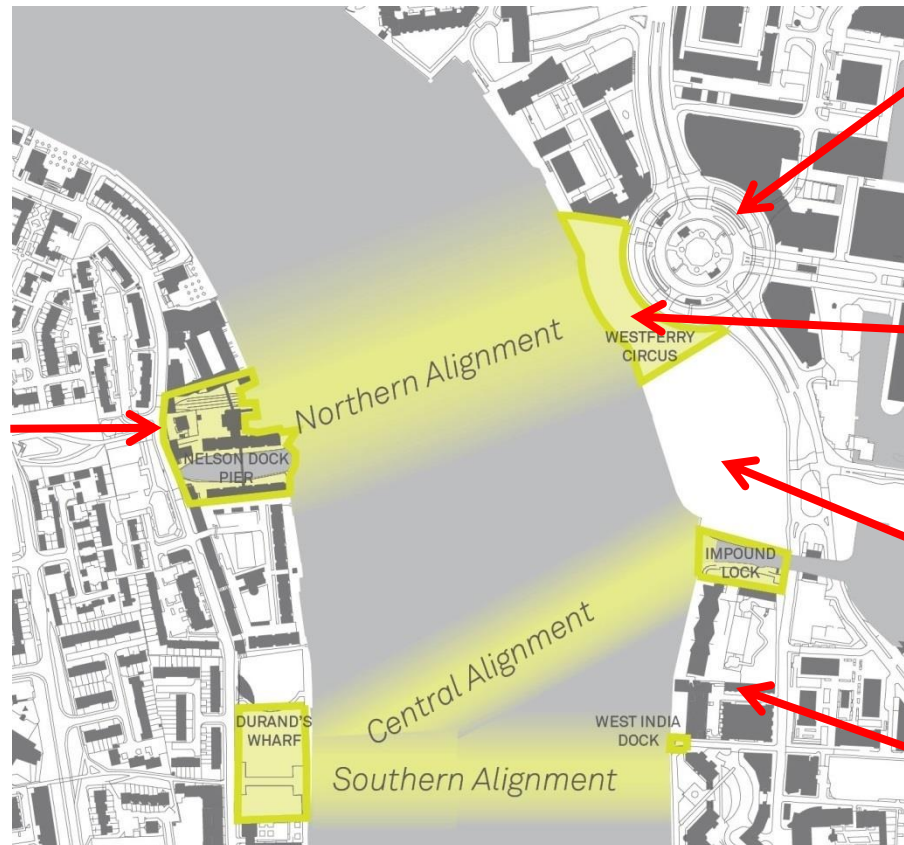 WESTFERRY
CIRCUS
Northern Alignment
NELSON DOCK
PIER
IMPOUND
LOCK
Central Alignment
DURAND'S
WHARF
WEST INDIA
DOCK
Southern Alignment